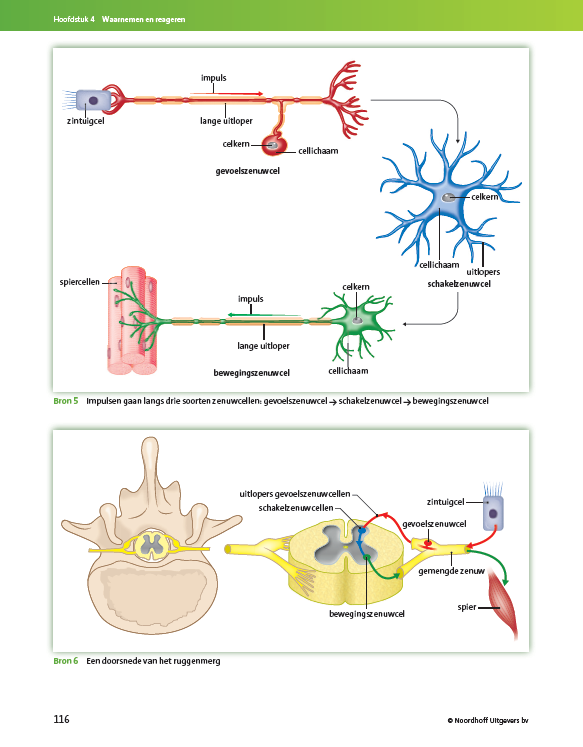 Hoofdstuk 4 Waarnemen en reageren
impuls
zintuigcel
lange uitloper
celkern
cellichaam
gevoelszenuwcel
celkern
cellichaam
uitlopers
schakelzenuwcel
spiercellen
celkern
impuls
lange uitloper
bewegingszenuwcel
cellichaam
Bron 5 Impulsen gaan langs drie soorten zenuwcellen: gevoelszenuwcel → schakelzenuwcel → bewegingszenuwcel
uitlopers gevoelszenuwcellen
schakelzenuwcellen
zintuigcel
gevoelszenuwcel
gemengde zenuw
spier
bewegingszenuwcel
Bron 6 Een doorsnede van het ruggenmerg
116
© Noordhoff Uitgevers bv